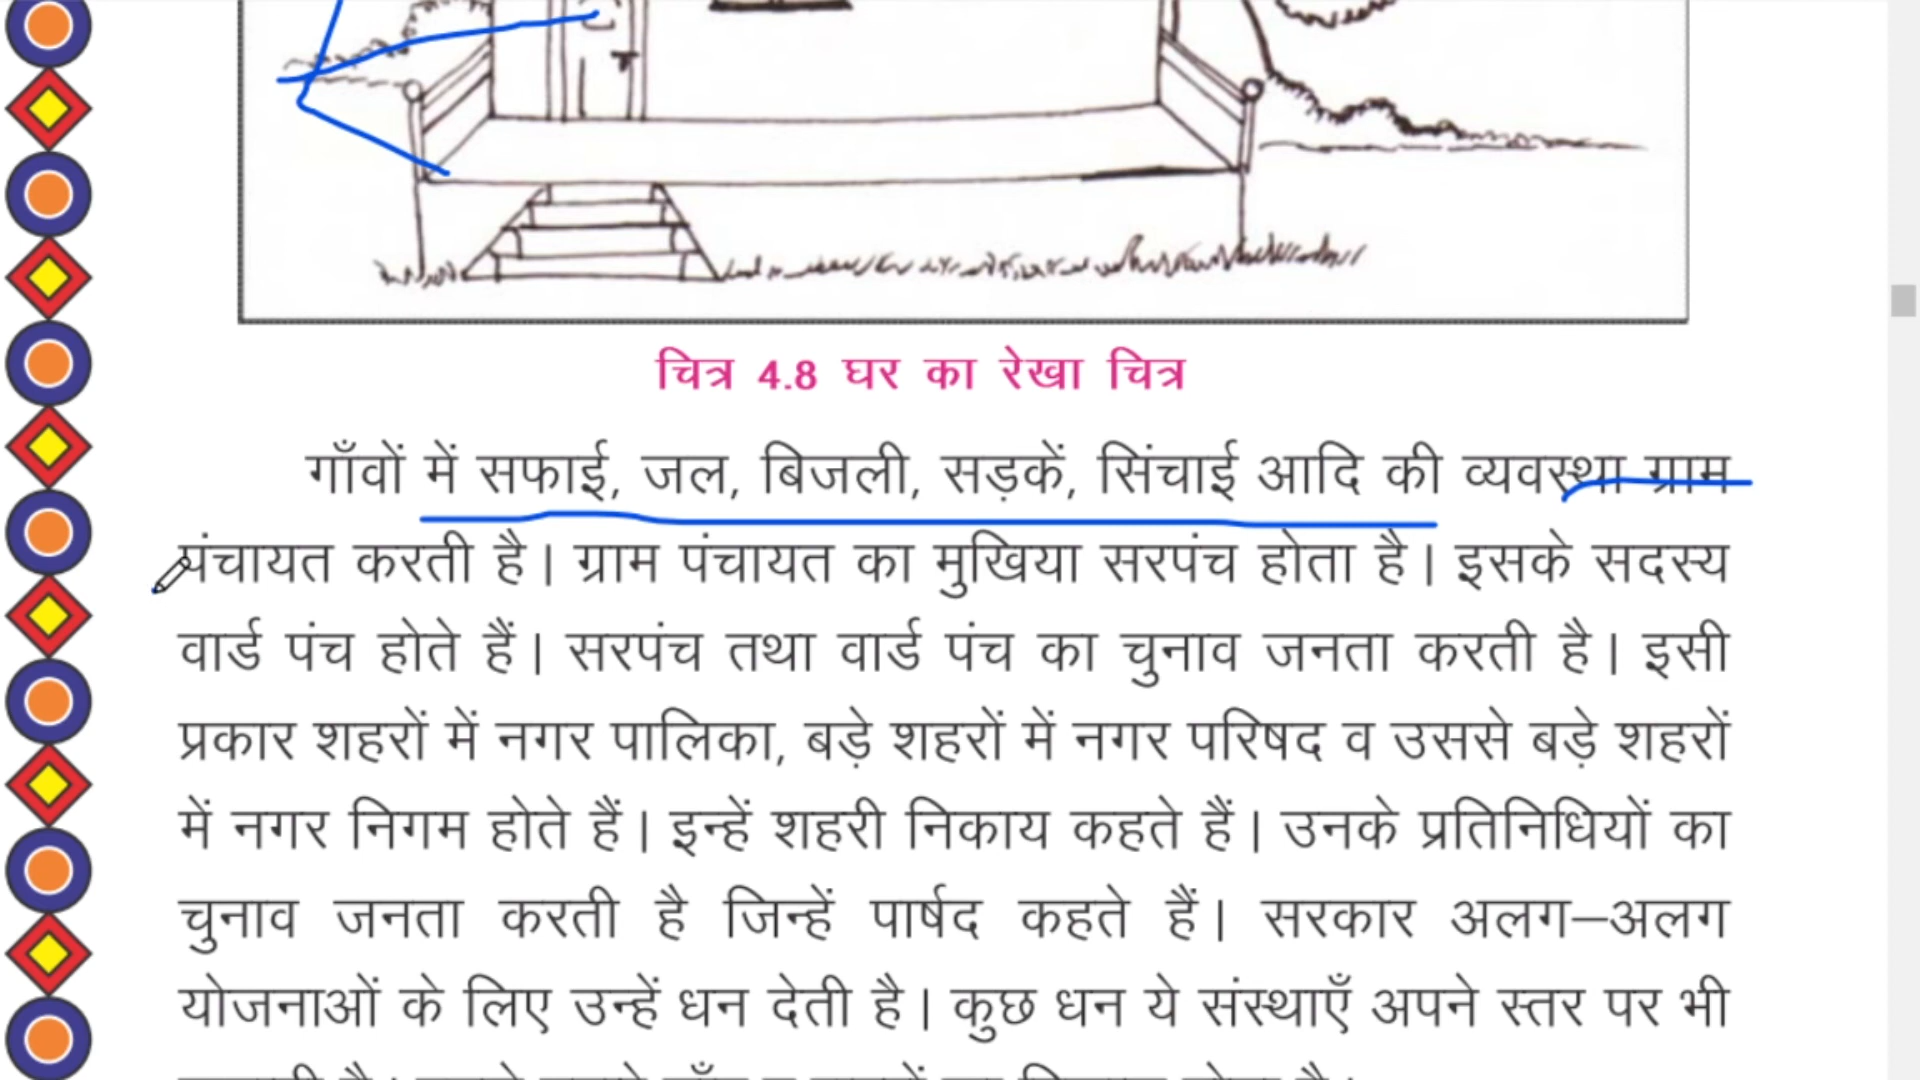 चित्र 4.8 घर का रेखा चित्र
गाँवों में सफाई, जल, बिजली, सड़कें, सिंचाई आदि की व्यवस्था ग्राम
पंचायत करती है। ग्राम पंचायत का मुखिया सरपंच होता है। इसके सदस्य
वार्ड पंच होते हैं। सरपंच तथा वार्ड पंच का चुनाव जनता करती है। इसी
प्रकार शहरों में नगर पालिका, बड़े शहरों में नगर परिषद व उससे बड़े शहरों
में नगर निगम होते हैं। इन्हें शहरी निकाय कहते हैं। उनके प्रतिनिधियों का
चुनाव जनता करती है जिन्हें पार्षद कहते हैं। सरकार अलग–अलग
योजनाओं के लिए उन्हें धन देती है। कुछ धन ये संस्थाएँ अपने स्तर पर भी